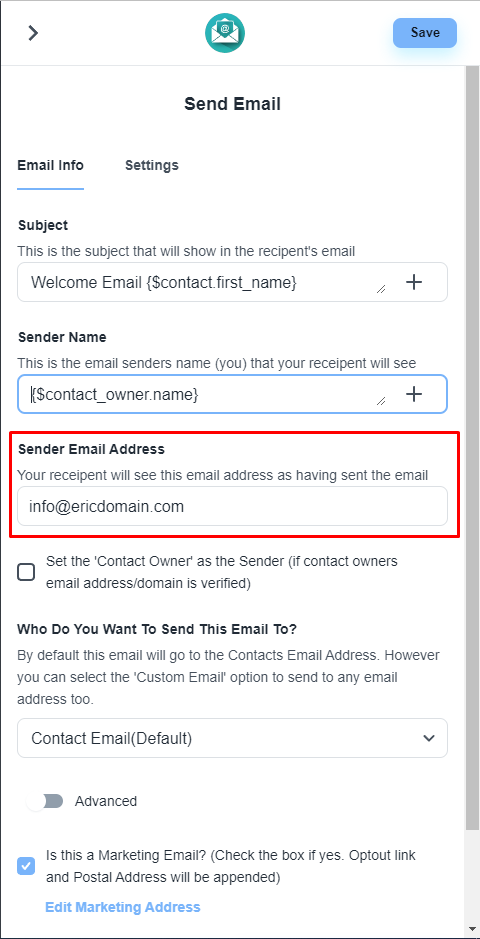 @
Save
Send Email
Email Info
Settings
Subject
This is the subject that will show in the recipent's email
Welcome Email {$contact.first_name}
Sender Name
This is the email senders name (you) that your receipent will see
{$contact_owner.name}
Sender Email Address
Your receipent will see this email address as having sent the email
info@ericdomain.com
Set the 'Contact Owner' as the Sender (if contact owners
email address/domain is verified)
Who Do You Want To Send This Email To?
By default this email will go to the Contacts Email Address. However
you can select the 'Custom Email' option to send to any email
address too.
Contact Email(Default)
Advanced
Is this a Marketing Email? (Check the box if yes. Optout link
and Postal Address will be appended)
Edit Marketing Address